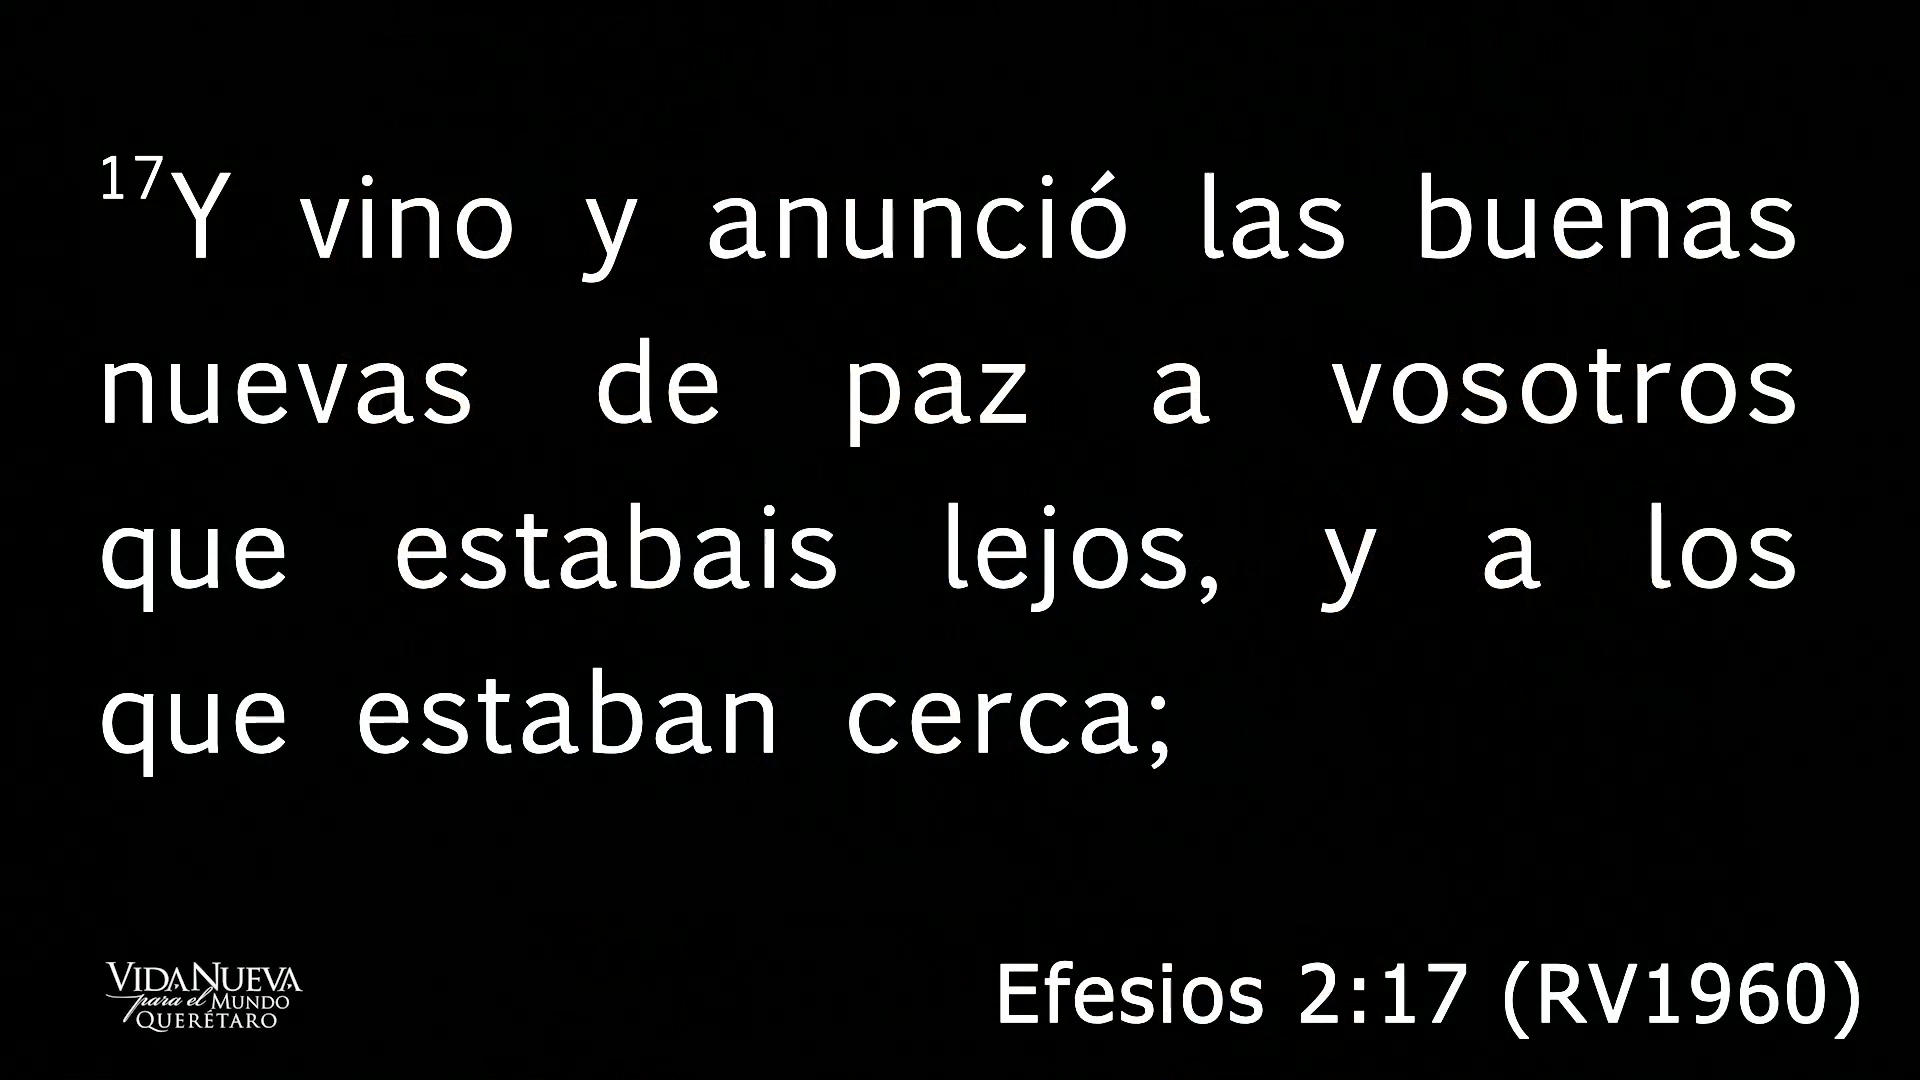 17Y vino y anunció las buenas
nuevas de paz a vosotros
que estabais lejos, y a los
que estaban cerca;
VIDA NUEVA
para el MUNDO
QUERÉTARO
Efesios 2:17 (RV1960)